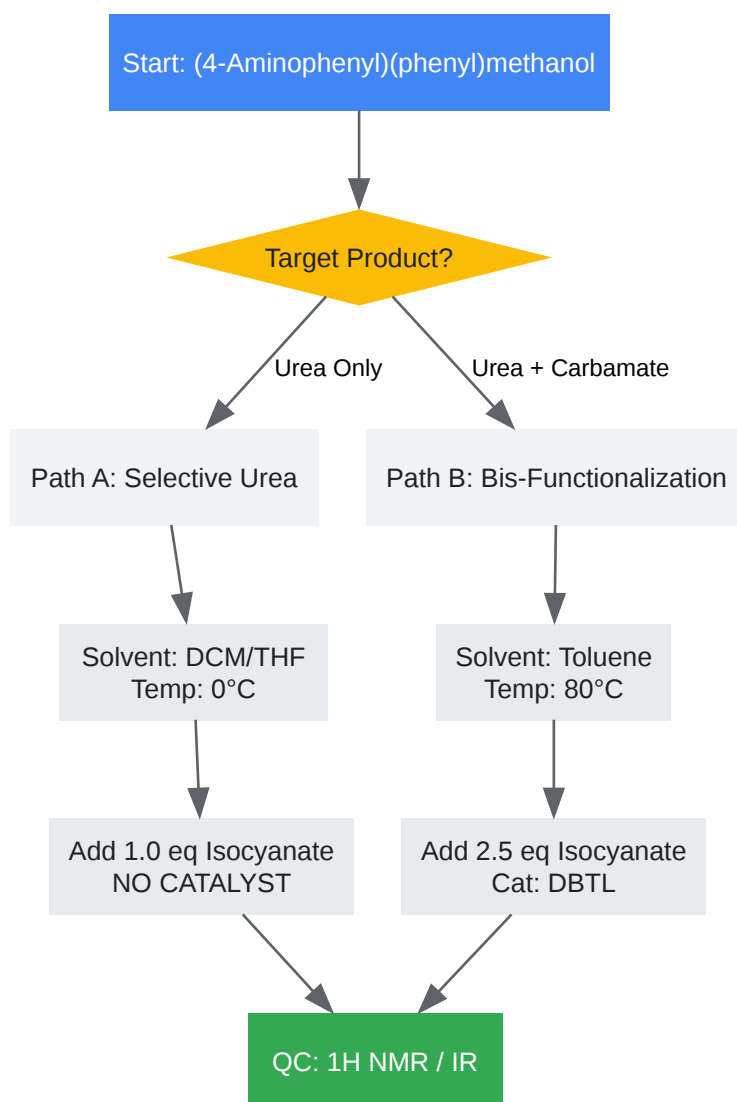 Start: (4-Aminophenyl)(phenyl)methanol
Target Product?
Urea Only
Urea + Carbamate
Path A: Selective Urea
Path B: Bis-Functionalization
Solvent: DCM/THF
Temp: 0°C
Solvent: Toluene
Temp: 80°C
Add 1.0 eq Isocyanate
NO CATALYST
Add 2.5 eq Isocyanate
Cat: DBTL
QC: 1H NMR / IR